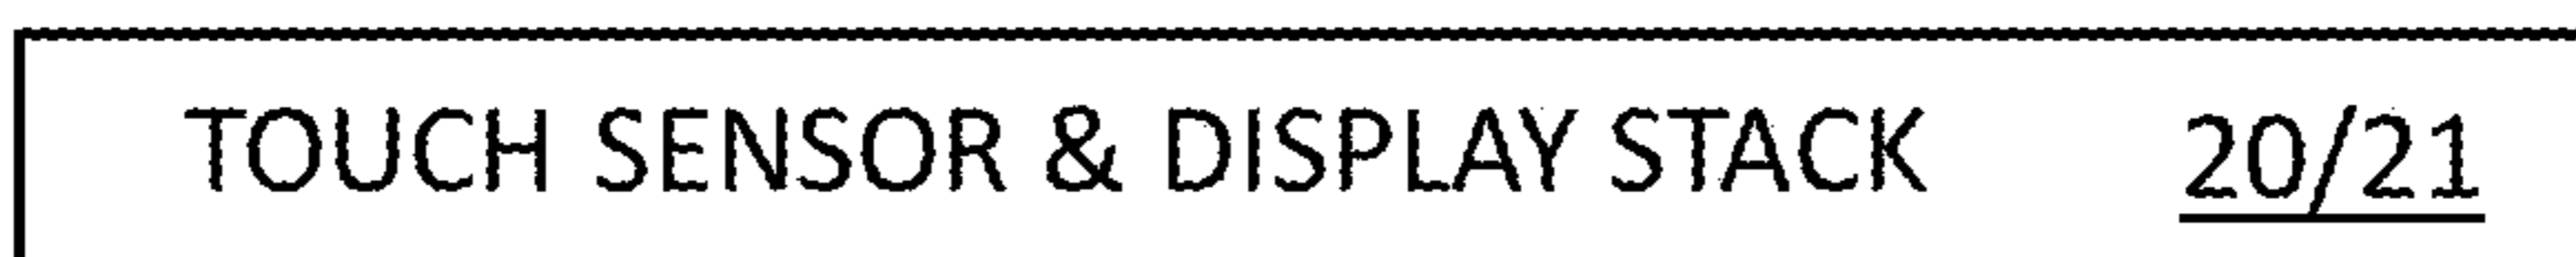 TOUCH SENSOR & DISPLAY STACK 20/21